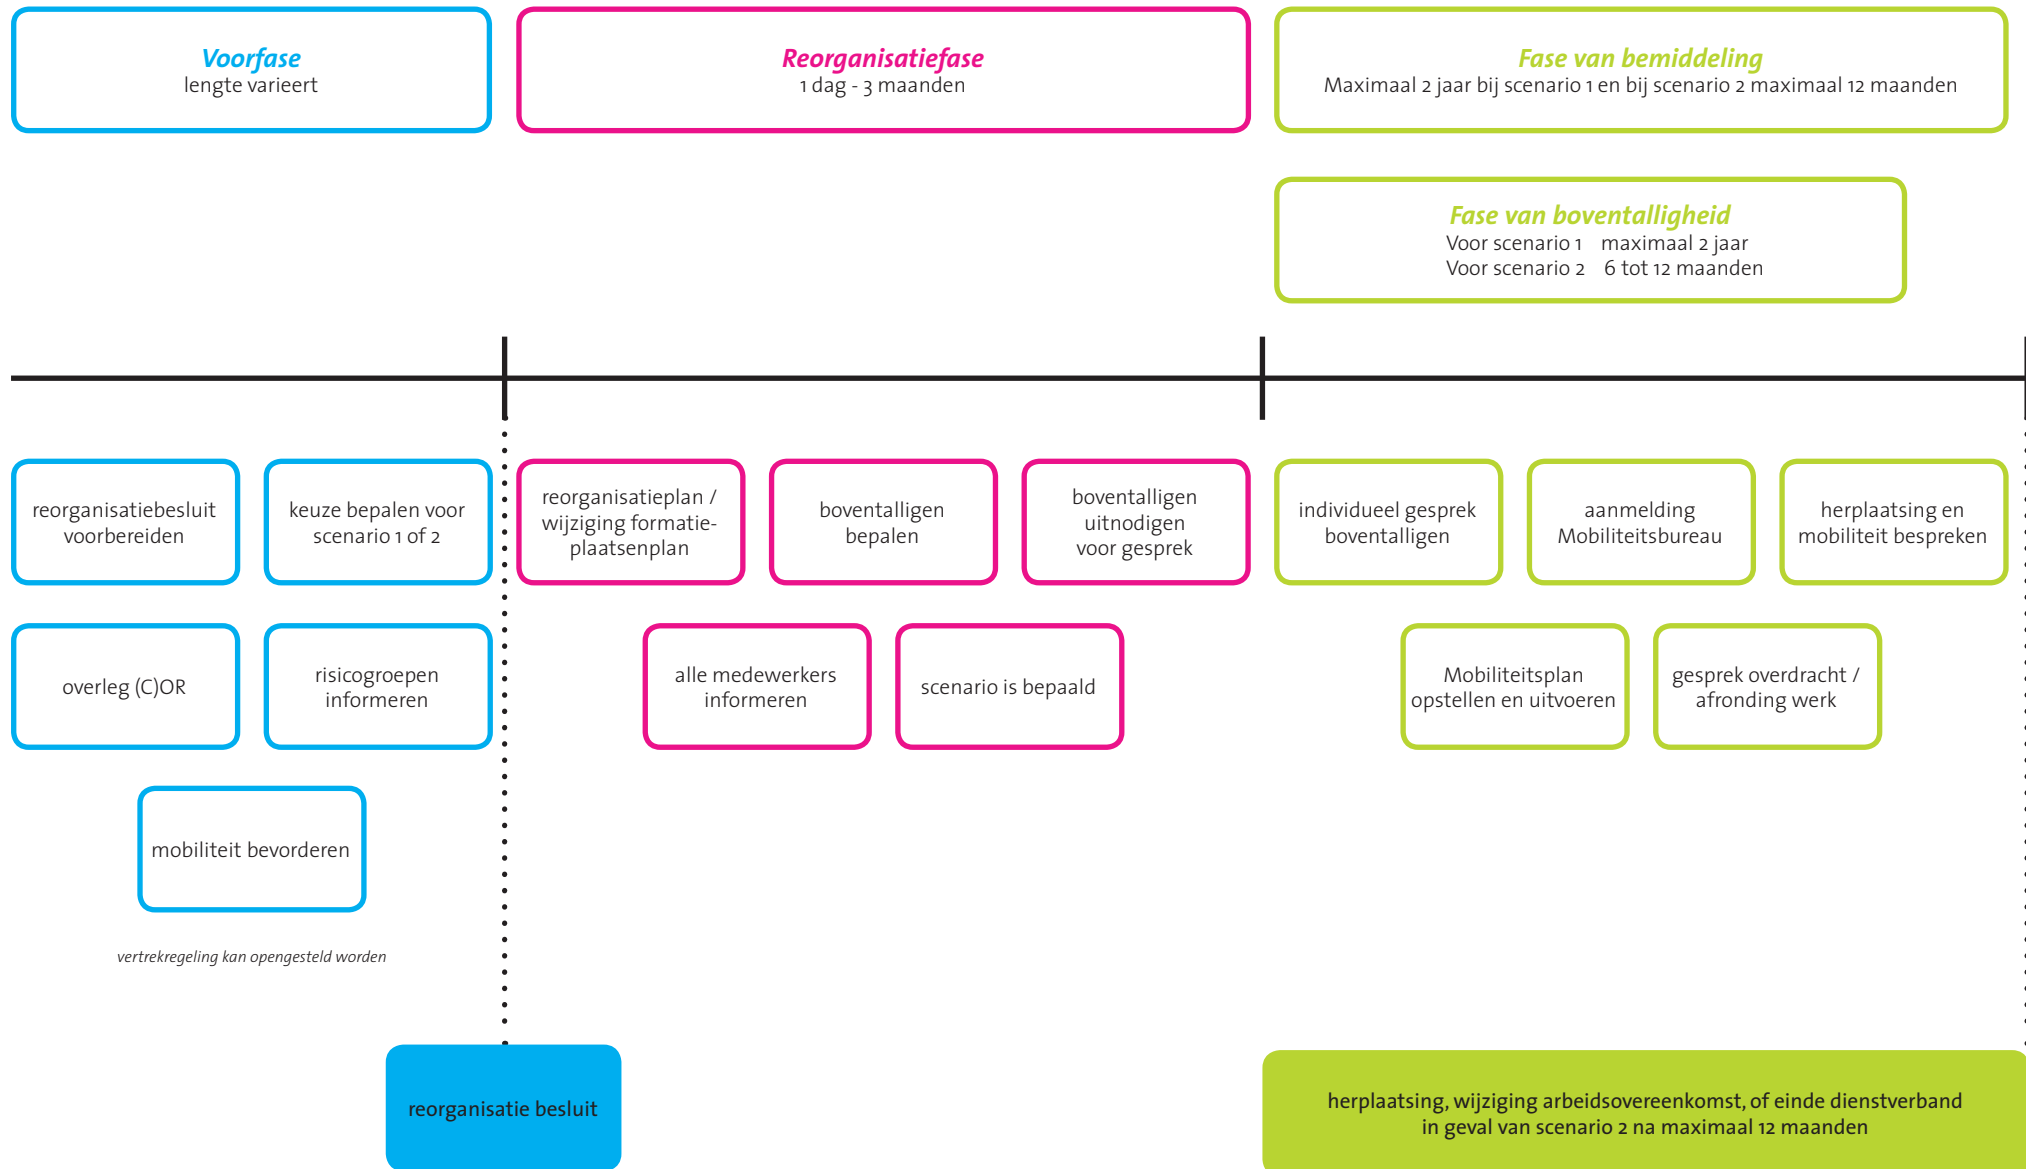 Voorfase
lengte varieert
Reorganisatiefase
1 dag - 3 maanden
Fase van bemiddeling
Maximaal 2 jaar bij scenario 1 en bij scenario 2 maximaal 12 maanden
Fase van boventalligheid
Voor scenario 1 maximaal 2 jaar
Voor scenario 2 6 tot 12 maanden
reorganisatiebesluit
voorbereiden
keuze bepalen voor
scenario 1 of 2
reorganisatieplan /
wijziging formatie-
plaatsenplan
boventalligen
bepalen
boventalligen
uitnodigen
voor gesprek
individueel gesprek
boventalligen
aanmelding
Mobiliteitsbureau
herplaatsing en
mobiliteit bespreken
overleg (C)OR
risicogroepen
informeren
alle medewerkers
informeren
scenario is bepaald
Mobiliteitsplan
opstellen en uitvoeren
gesprek overdracht /
afronding werk
mobiliteit bevorderen
vertrekregeling kan opengesteld worden
reorganisatie besluit
herplaatsing, wijziging arbeidsovereenkomst, of einde dienstverband
in geval van scenario 2 na maximaal 12 maanden